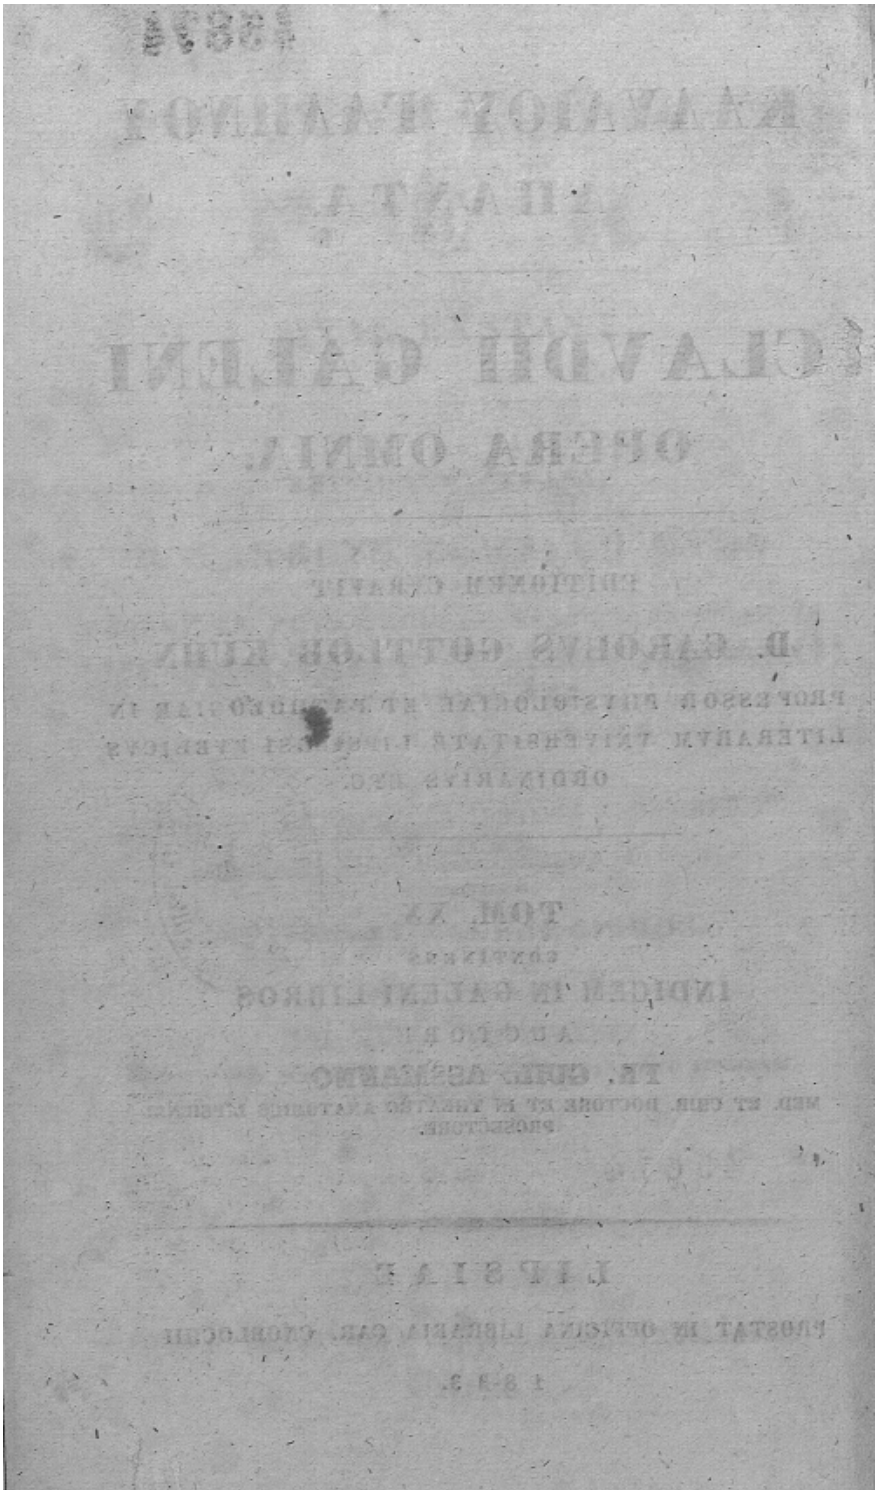 ΚΛΑΥΔΙΟΥ ΓΑΛΗΝΟΥ
ΑΠΑΝΤΑ.
CLAVDII GALENI
OPERA OMNIA.
EDITIONEM CVRAVIT
D. CAROLVS GOTTLOB KÜHN
PROFESSOR PHYSIOLOGIAE ET PATHOLOGIAE IN
LITERARVM VNIVERSITATE LIPSIENSI PVBLICVS
ORDINARIVS ETC.
TOM. XX
CONTINENS
INDICEM IN GALENI LIBROS
AUCTORE
FR. GUIL. ASSMANNO
MED. ET CHIR. DOCTORE ET IN THEATRO ANATOMICO LIPSIENSI
PROSECTORE.
LIPSIAE
PROSTAT IN OFFICINA LIBRARIA CAR. CNOBLOCHII
1833.